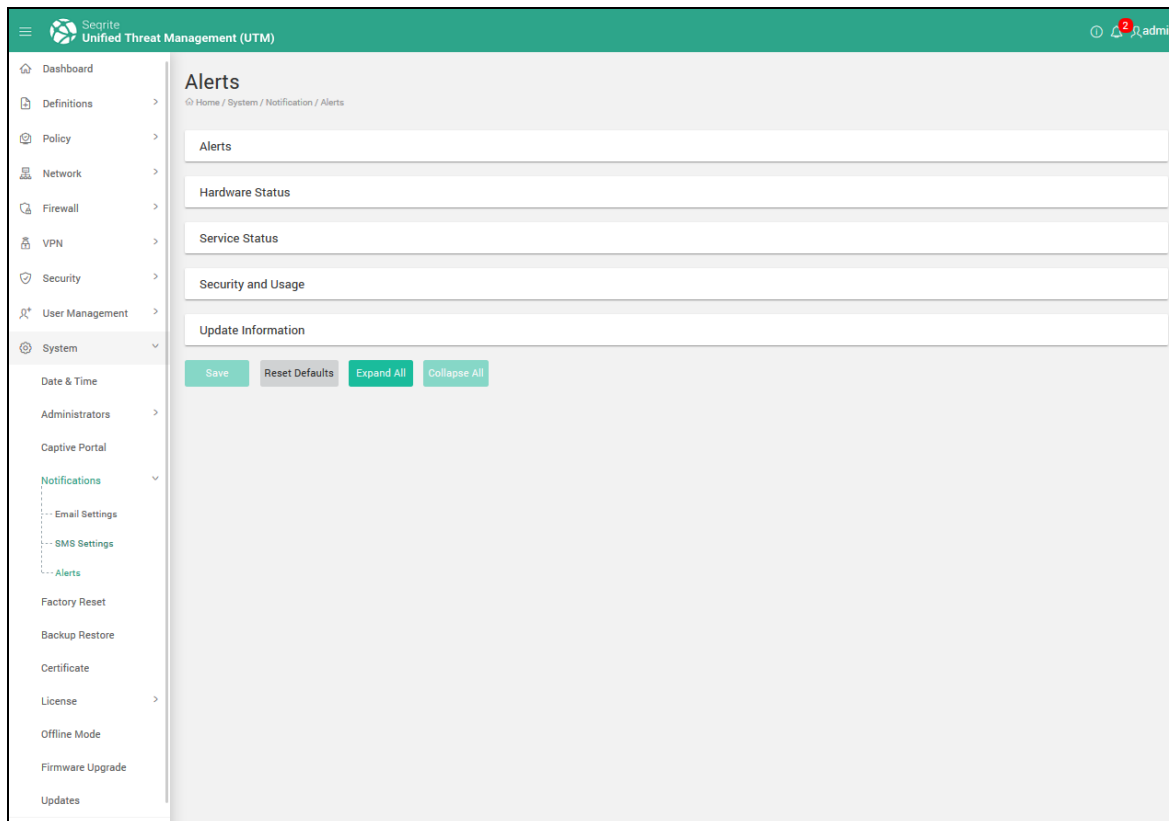 Seqrite
Unified Threat Management (UTM)
2
admi
Dashboard
Definitions
Policy
Network
Firewall
VPN
Security
User Management
System
Date & Time
Administrators
Captive Portal
Notifications
Email Settings
SMS Settings
Alerts
Factory Reset
Backup Restore
Certificate
License
Offline Mode
Firmware Upgrade
Updates
Alerts
Home / System / Notification / Alerts
Alerts
Hardware Status
Service Status
Security and Usage
Update Information
Save Reset Defaults Expand All Collapse All